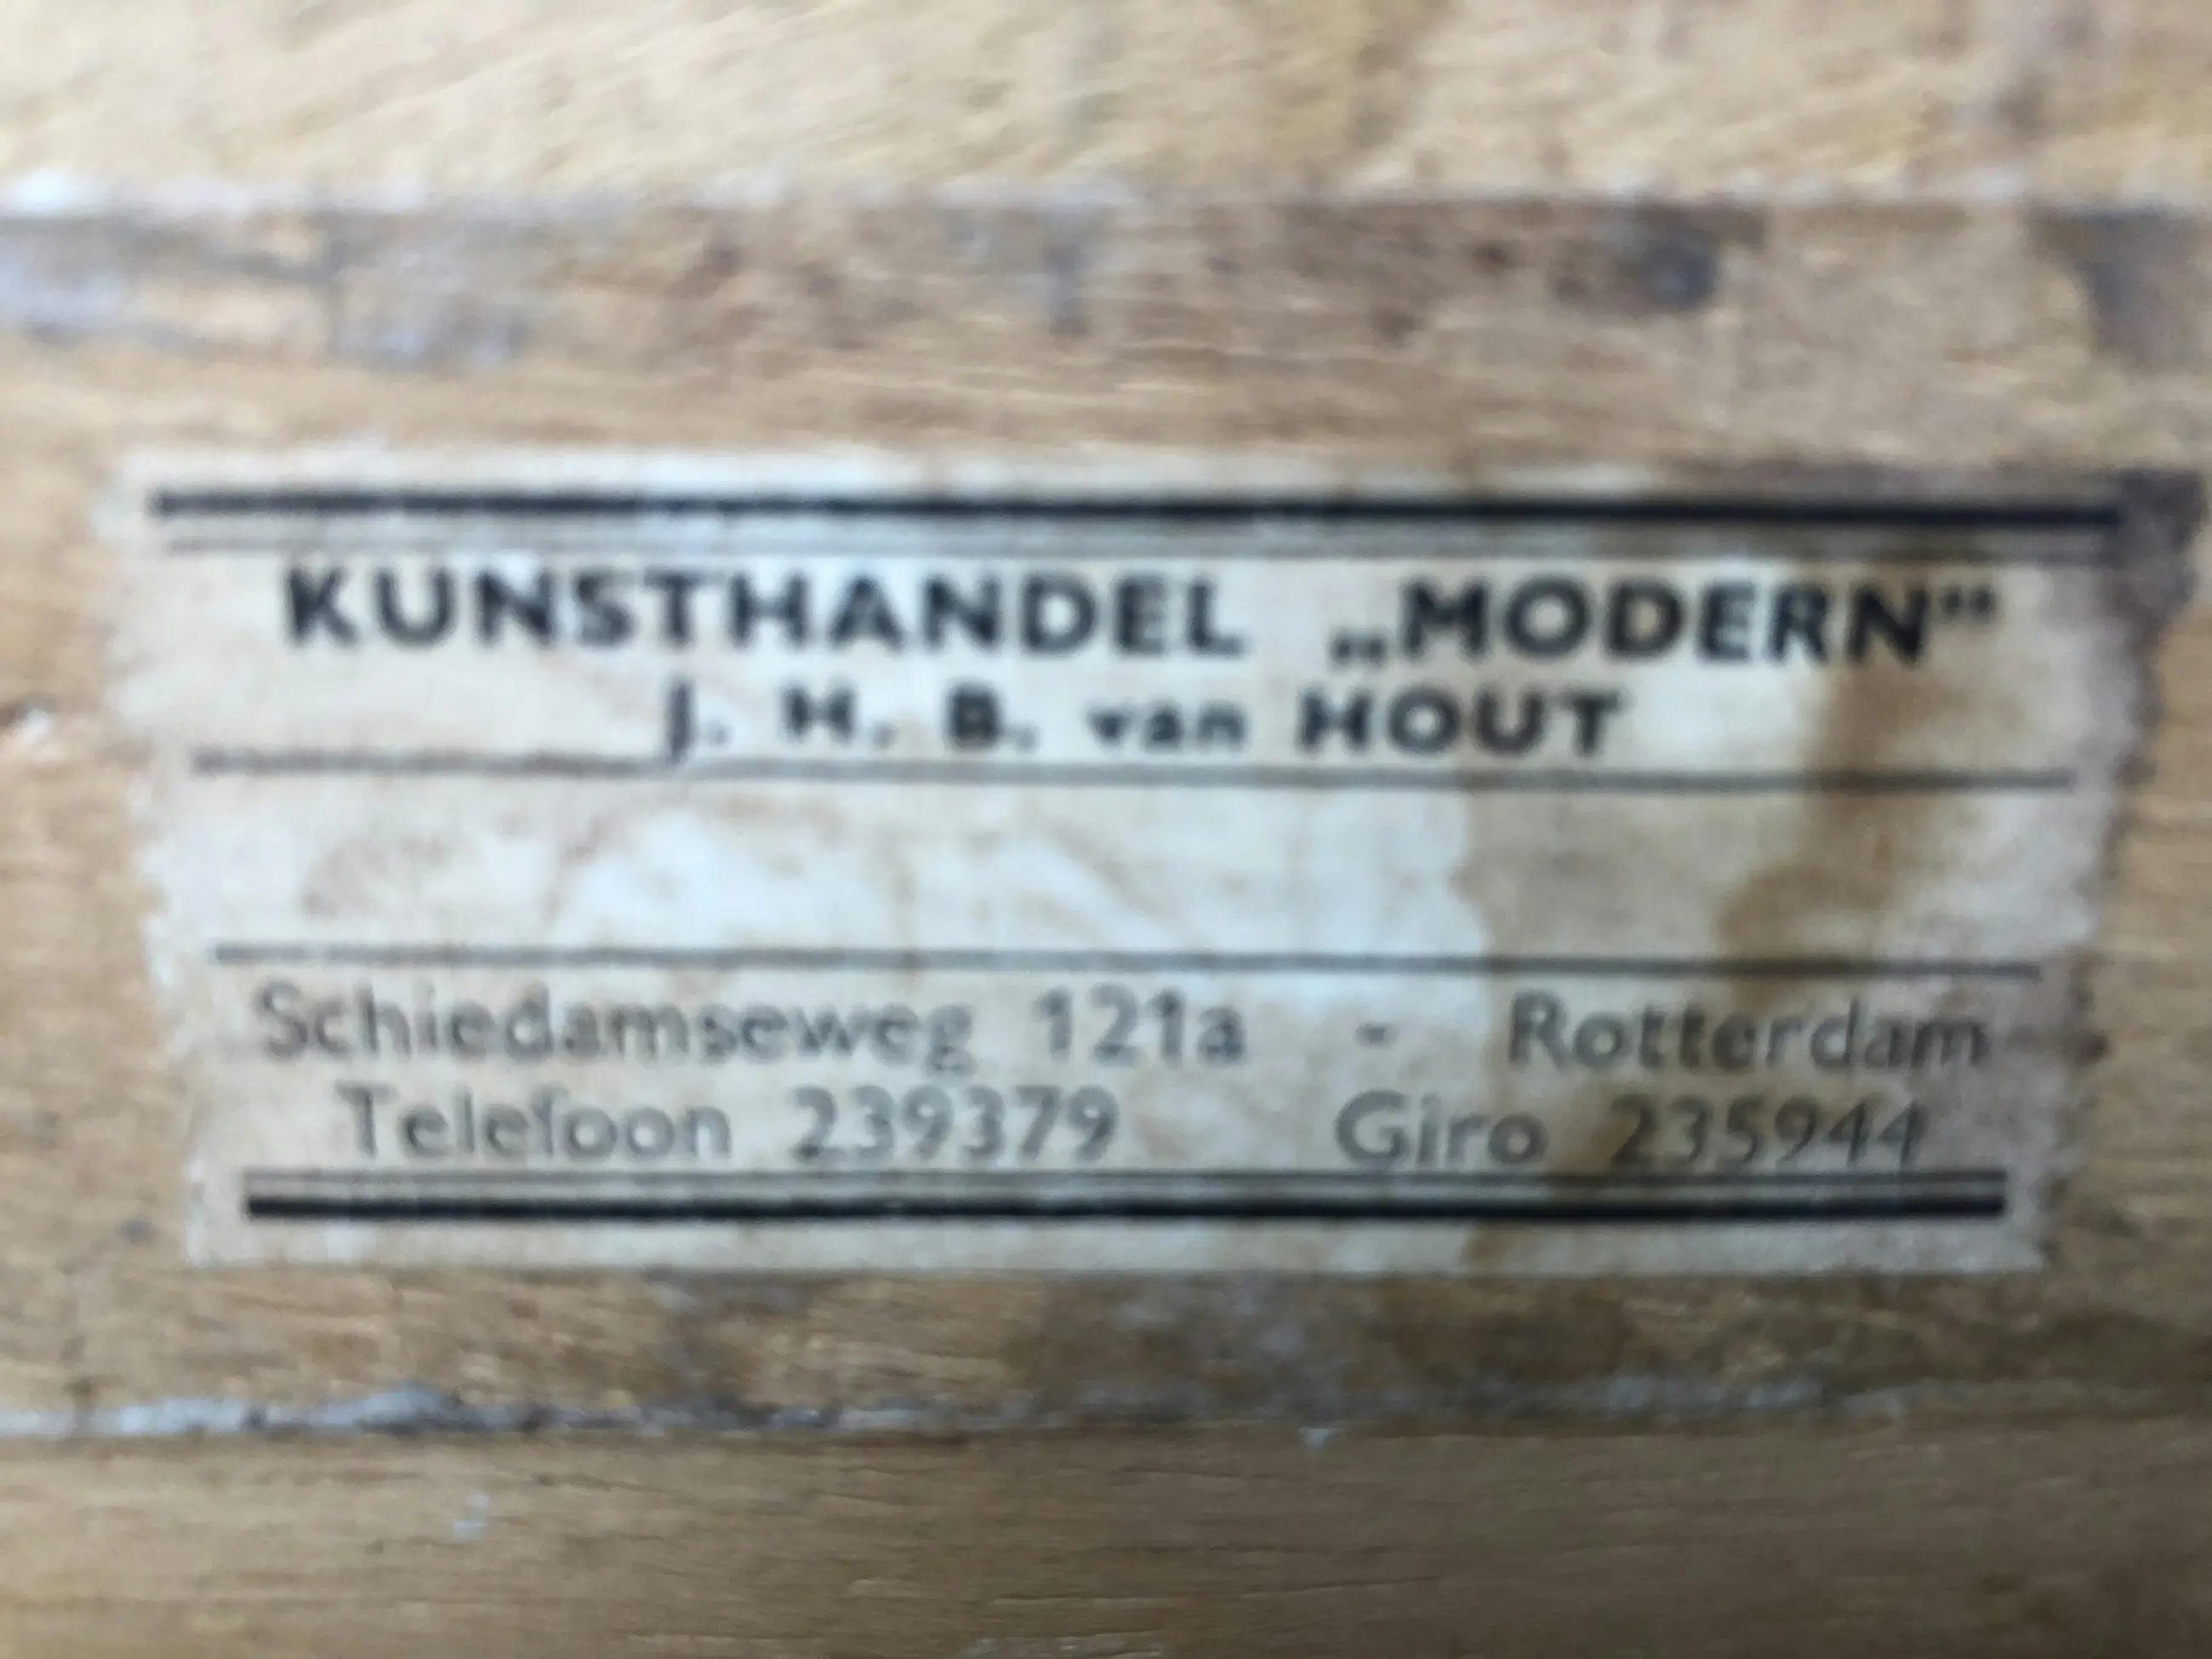 KUNSTHANDEL „MODERN“
J. H. B. van HOUT
Schiedamseweg 121a - Rotterdam
Telefoon 239379 Giro 235944